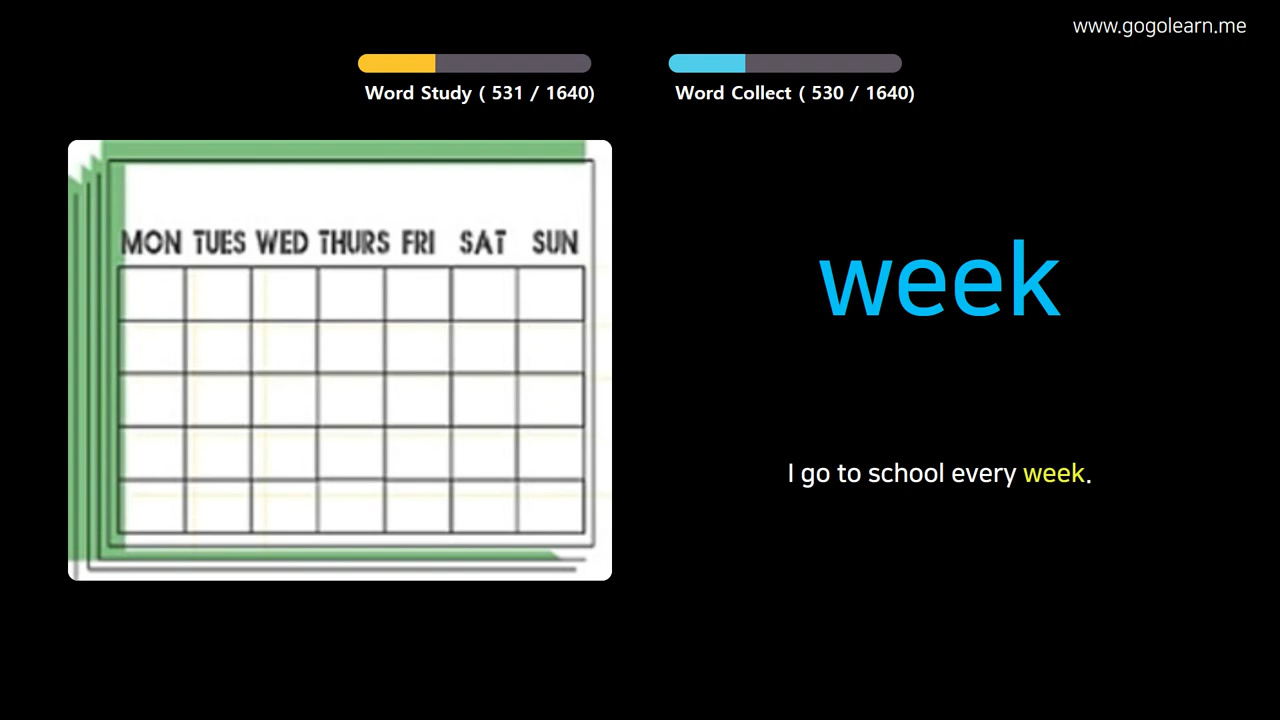 www.gogolearn.me
Word Study ( 531 / 1640)
Word Collect ( 530 / 1640)
MON TUES WED THURS FRI SAT SUN
week
I go to school every week.